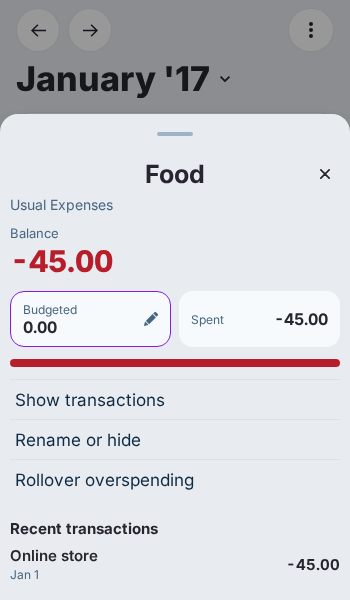 January '17
Food
Usual Expenses
Balance
-45.00
Budgeted
0.00
Spent
-45.00
Show transactions
Rename or hide
Rollover overspending
Recent transactions
Online store
-45.00
Jan 1